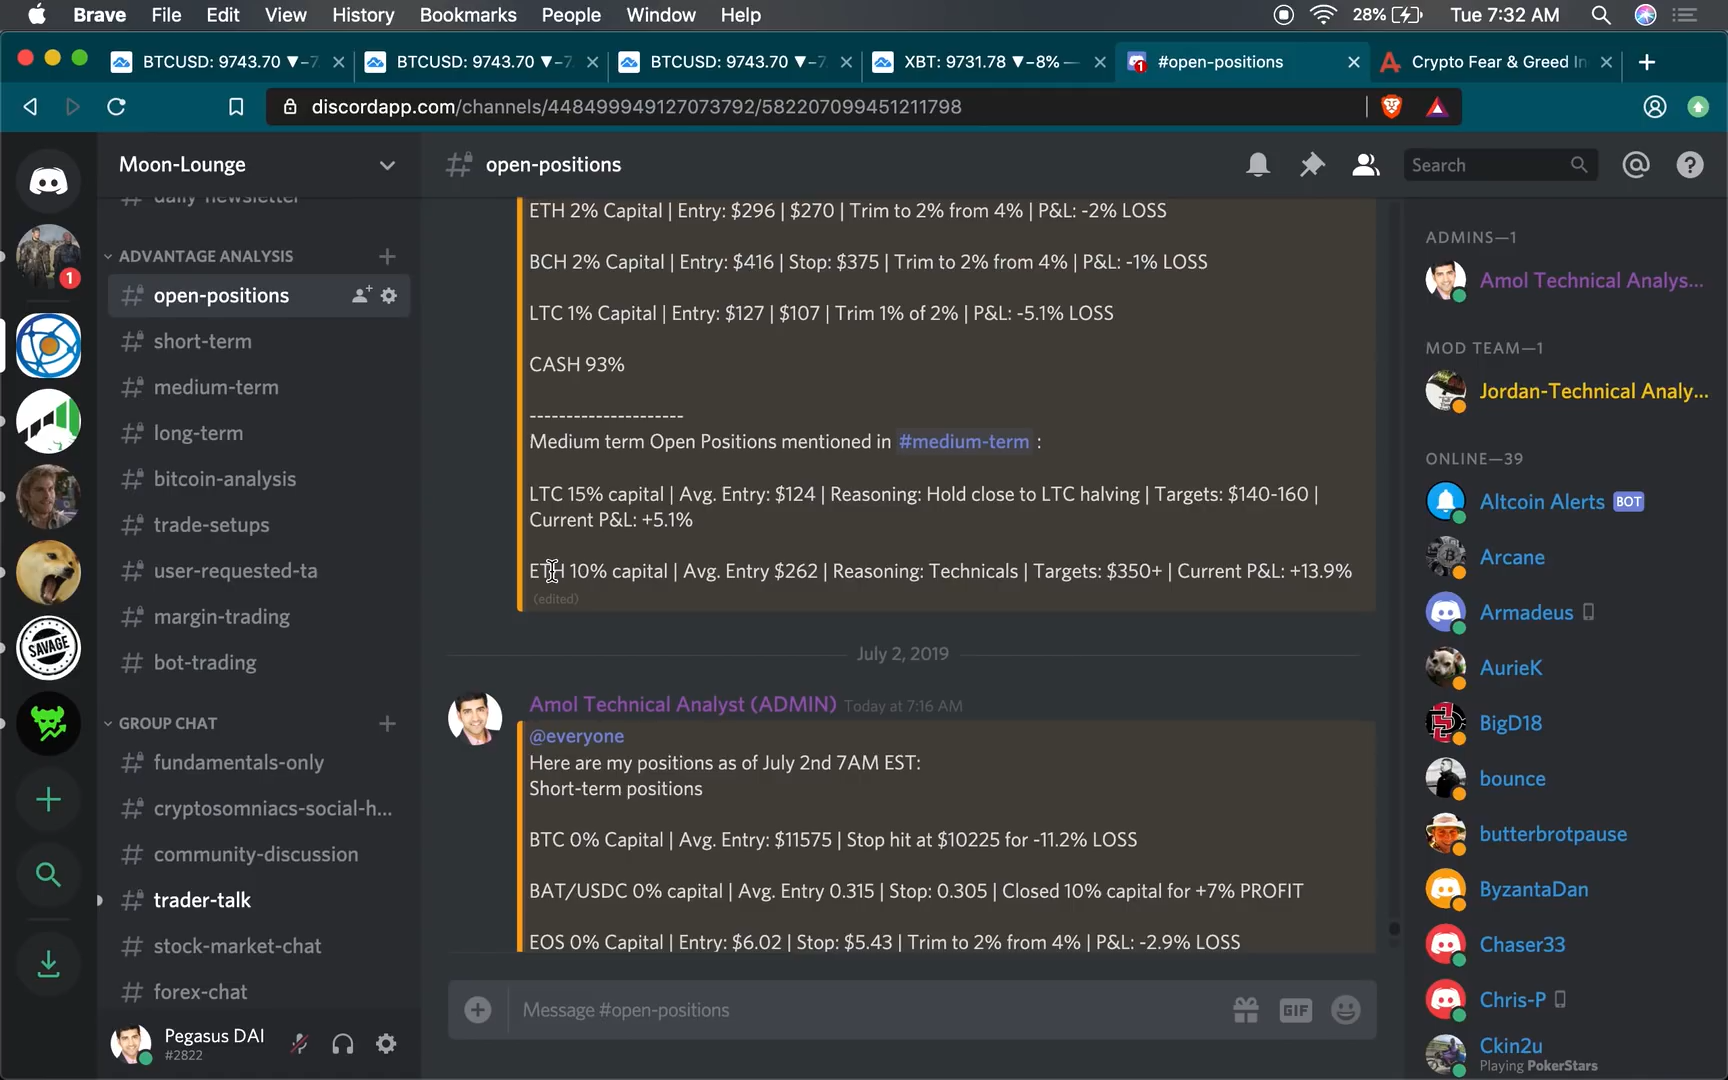 Brave File Edit View History Bookmarks People Window Help 28% Tue 7:32 AM
BTCUSD: 9743.70 ▼−7 BTCUSD: 9743.70 ▼−7. BTCUSD: 9743.70 ▼−7. XBT: 9731.78 ▼−8% — #open-positions Crypto Fear & Greed In
discordapp.com/channels/448499949127073792/582207099451211798
Moon-Lounge
daily-newsletter
ADVANTAGE ANALYSIS
open-positions
short-term
medium-term
long-term
bitcoin-analysis
trade-setups
user-requested-ta
margin-trading
bot-trading
GROUP CHAT
fundamentals-only
cryptosomniacs-social-h...
community-discussion
trader-talk
stock-market-chat
forex-chat
Pegasus DAI
#2822
1
SAVAGE
open-positions
Search
ETH 2% Capital | Entry: $296 | $270 | Trim to 2% from 4% | P&L: -2% LOSS
BCH 2% Capital | Entry: $416 | Stop: $375 | Trim to 2% from 4% | P&L: -1% LOSS
LTC 1% Capital | Entry: $127 | $107 | Trim 1% of 2% | P&L: -5.1% LOSS
CASH 93%
---------------------
Medium term Open Positions mentioned in #medium-term :
LTC 15% capital | Avg. Entry: $124 | Reasoning: Hold close to LTC halving | Targets: $140-160 |
Current P&L: +5.1%
ETH 10% capital | Avg. Entry $262 | Reasoning: Technicals | Targets: $350+ | Current P&L: +13.9%
(edited)
July 2, 2019
Amol Technical Analyst (ADMIN) Today at 7:16 AM
@everyone
Here are my positions as of July 2nd 7AM EST:
Short-term positions
BTC 0% Capital | Avg. Entry: $11575 | Stop hit at $10225 for -11.2% LOSS
BAT/USDC 0% capital | Avg. Entry 0.315 | Stop: 0.305 | Closed 10% capital for +7% PROFIT
EOS 0% Capital | Entry: $6.02 | Stop: $5.43 | Trim to 2% from 4% | P&L: -2.9% LOSS
Message #open-positions
GIF
ADMINS—1
Amol Technical Analys...
MOD TEAM—1
Jordan-Technical Analy...
ONLINE—39
Altcoin Alerts BOT
Arcane
Armadeus
AurieK
BigD18
bounce
butterbrotpause
ByzantaDan
Chaser33
Chris-P
Ckin2u
Playing PokerStars